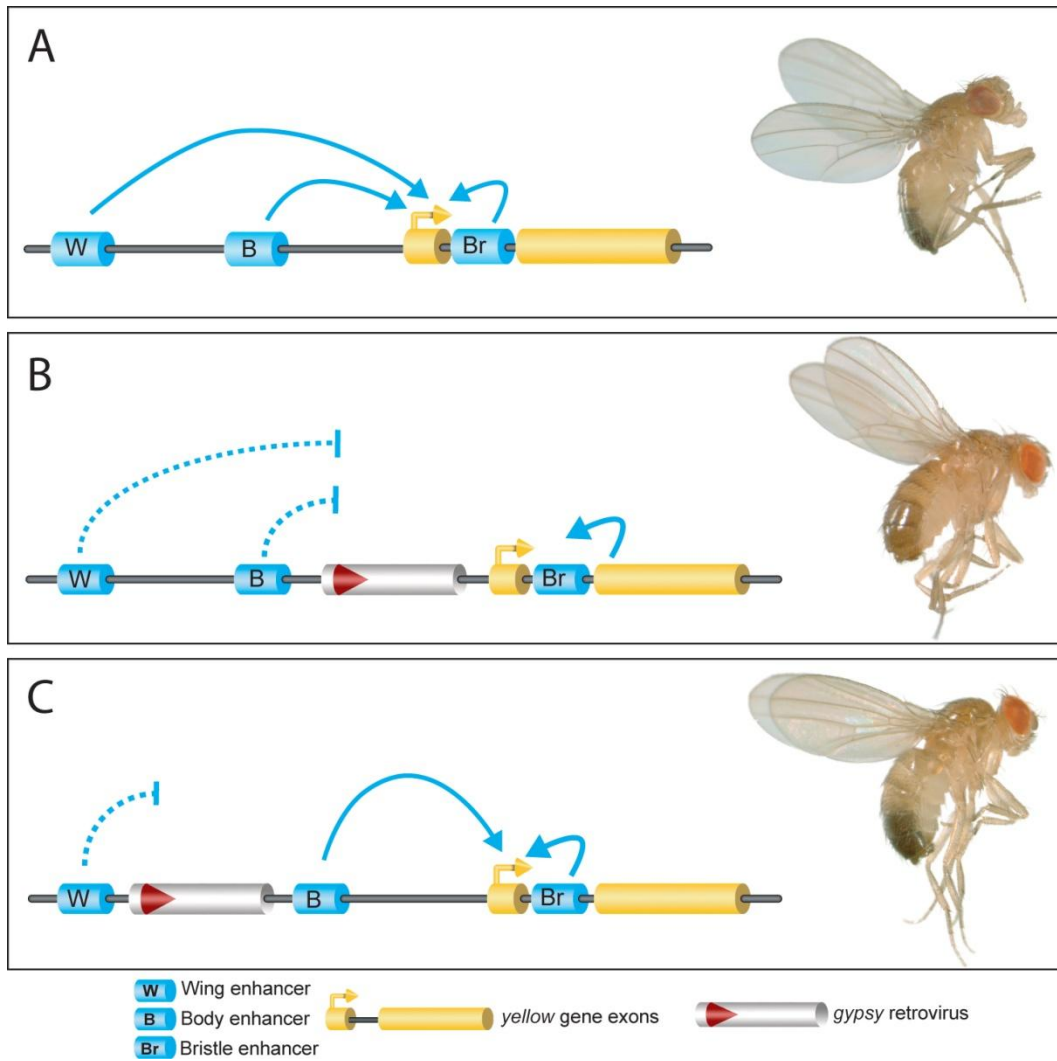 A
W
B
Br
B
W
B
Br
C
W
B
Br
W Wing enhancer
B Body enhancer
Br Bristle enhancer
yellow gene exons
gypsy retrovirus